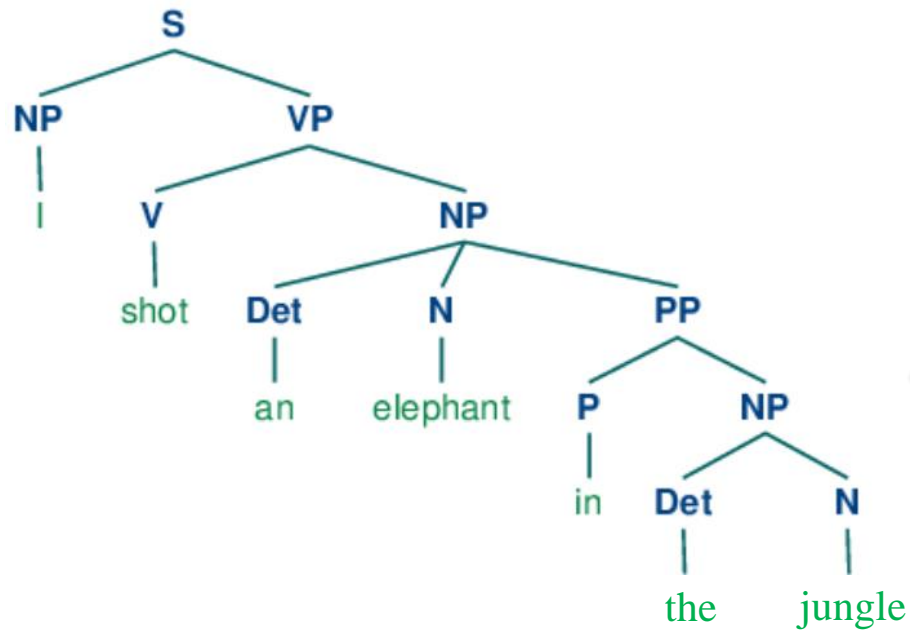 S
NP VP
I V NP
shot Det N PP
an elephant P NP
in Det N
the jungle